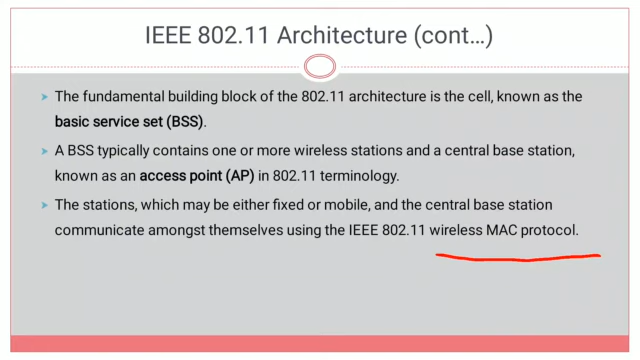 IEEE 802.11 Architecture (cont...)
➤ The fundamental building block of the 802.11 architecture is the cell, known as the
basic service set (BSS).
➤ A BSS typically contains one or more wireless stations and a central base station,
known as an access point (AP) in 802.11 terminology.
➤ The stations, which may be either fixed or mobile, and the central base station
communicate amongst themselves using the IEEE 802.11 wireless MAC protocol.